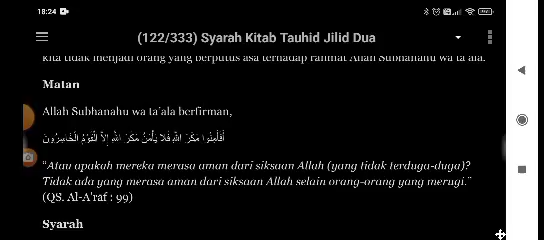 18:24
(122/333) Syarah Kitab Tauhid Jilid Dua
kita tidak menjadi orang yang berputus asa terhadap rahmat Allah Subhanahu wa ta'ala.
Matan
Allah Subhanahu wa ta'ala berfirman,
أَفَأَمِنُوا مَكْرَ اللَّهِ فَلَا يَأْمَنُ مَكْرَ اللَّهِ إِلَّا الْقَوْمُ الْخَاسِرُونَ
“Atau apakah mereka merasa aman dari siksaan Allah (yang tidak terduga-duga)?
Tidak ada yang merasa aman dari siksaan Allah selain orang-orang yang merugi.”
(QS. Al-A'raf : 99)
Syarah